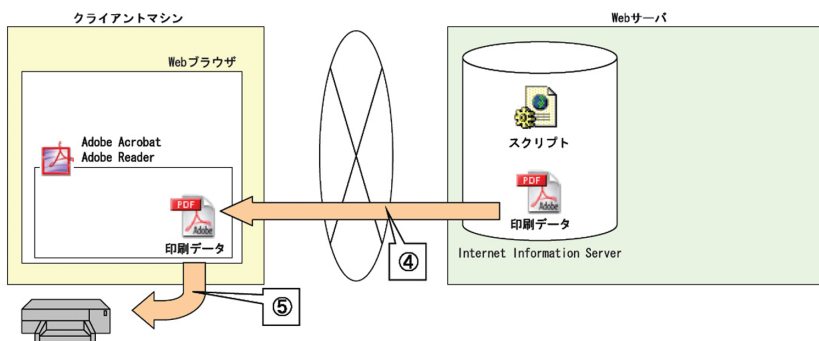 クライアントマシン
Webサーバ
Webブラウザ
Adobe Acrobat
Adobe Reader
PDF
Adobe
印刷データ
スクリプト
PDF
Adobe
印刷データ
Internet Information Server
④
⑤